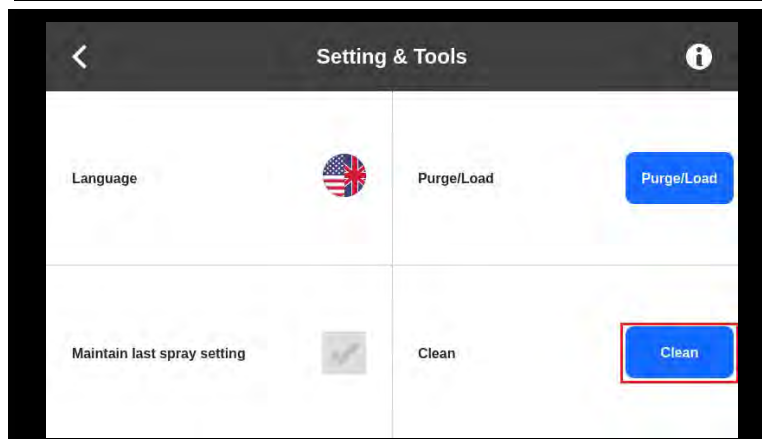 Setting & Tools
Language
Purge/Load
Purge/Load
Maintain last spray setting
Clean
Clean